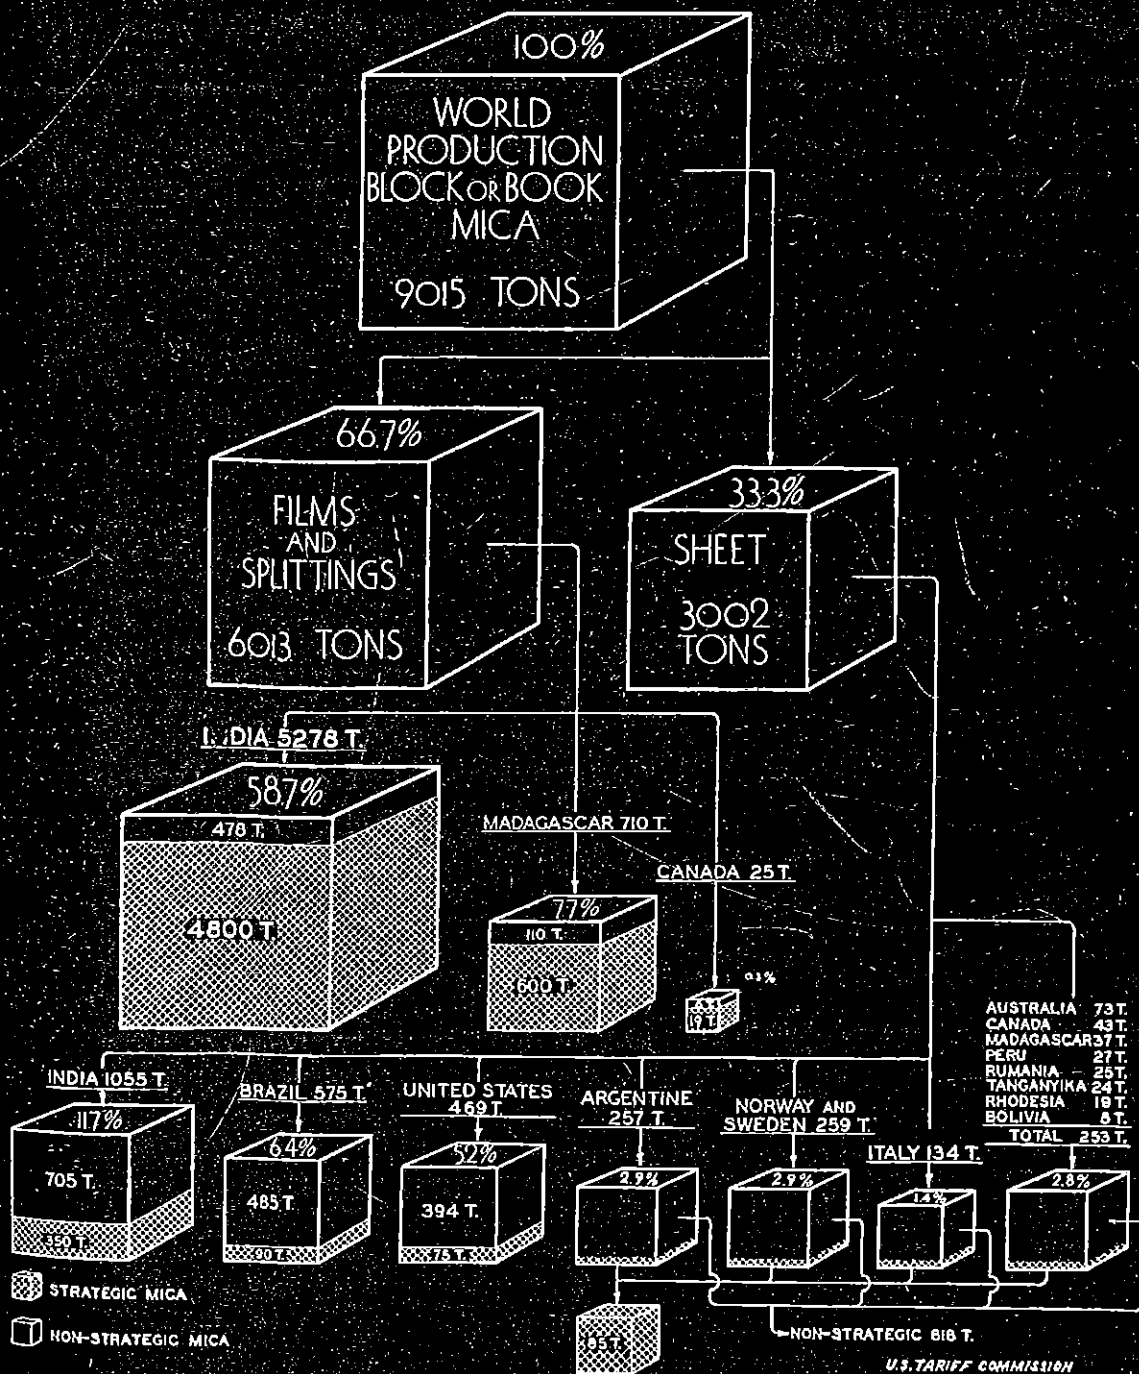 100%
WORLD
PRODUCTION
BLOCK OR BOOK
MICA
9015 TONS
66.7%
FILMS
AND
SPLITTINGS
6013 TONS
33.3%
SHEET
3002
TONS
INDIA 5278 T.
58.7%
478 T.
4800 T.
MADAGASCAR 710 T.
7.7%
110 T.
600 T.
CANADA 25 T.
0.3%
19 T.
AUSTRALIA 73 T.
CANADA 43 T.
MADAGASCAR 37 T.
PERU 27 T.
RUMANIA 25 T.
TANGANYIKA 24 T.
RHODESIA 19 T.
BOLIVIA 8 T.
TOTAL 253 T.
2.8%
INDIA 1055 T.
11.7%
705 T.
350 T.
BRAZIL 575 T.
6.4%
485 T.
90 T.
UNITED STATES
469 T.
5.2%
394 T.
75 T.
ARGENTINE
257 T.
2.9%
NORWAY AND
SWEDEN 259 T.
2.9%
ITALY 134 T.
1.4%
STRATEGIC MICA
NON-STRATEGIC MICA
85 T.
NON-STRATEGIC 818 T.
U.S. TARIFF COMMISSION